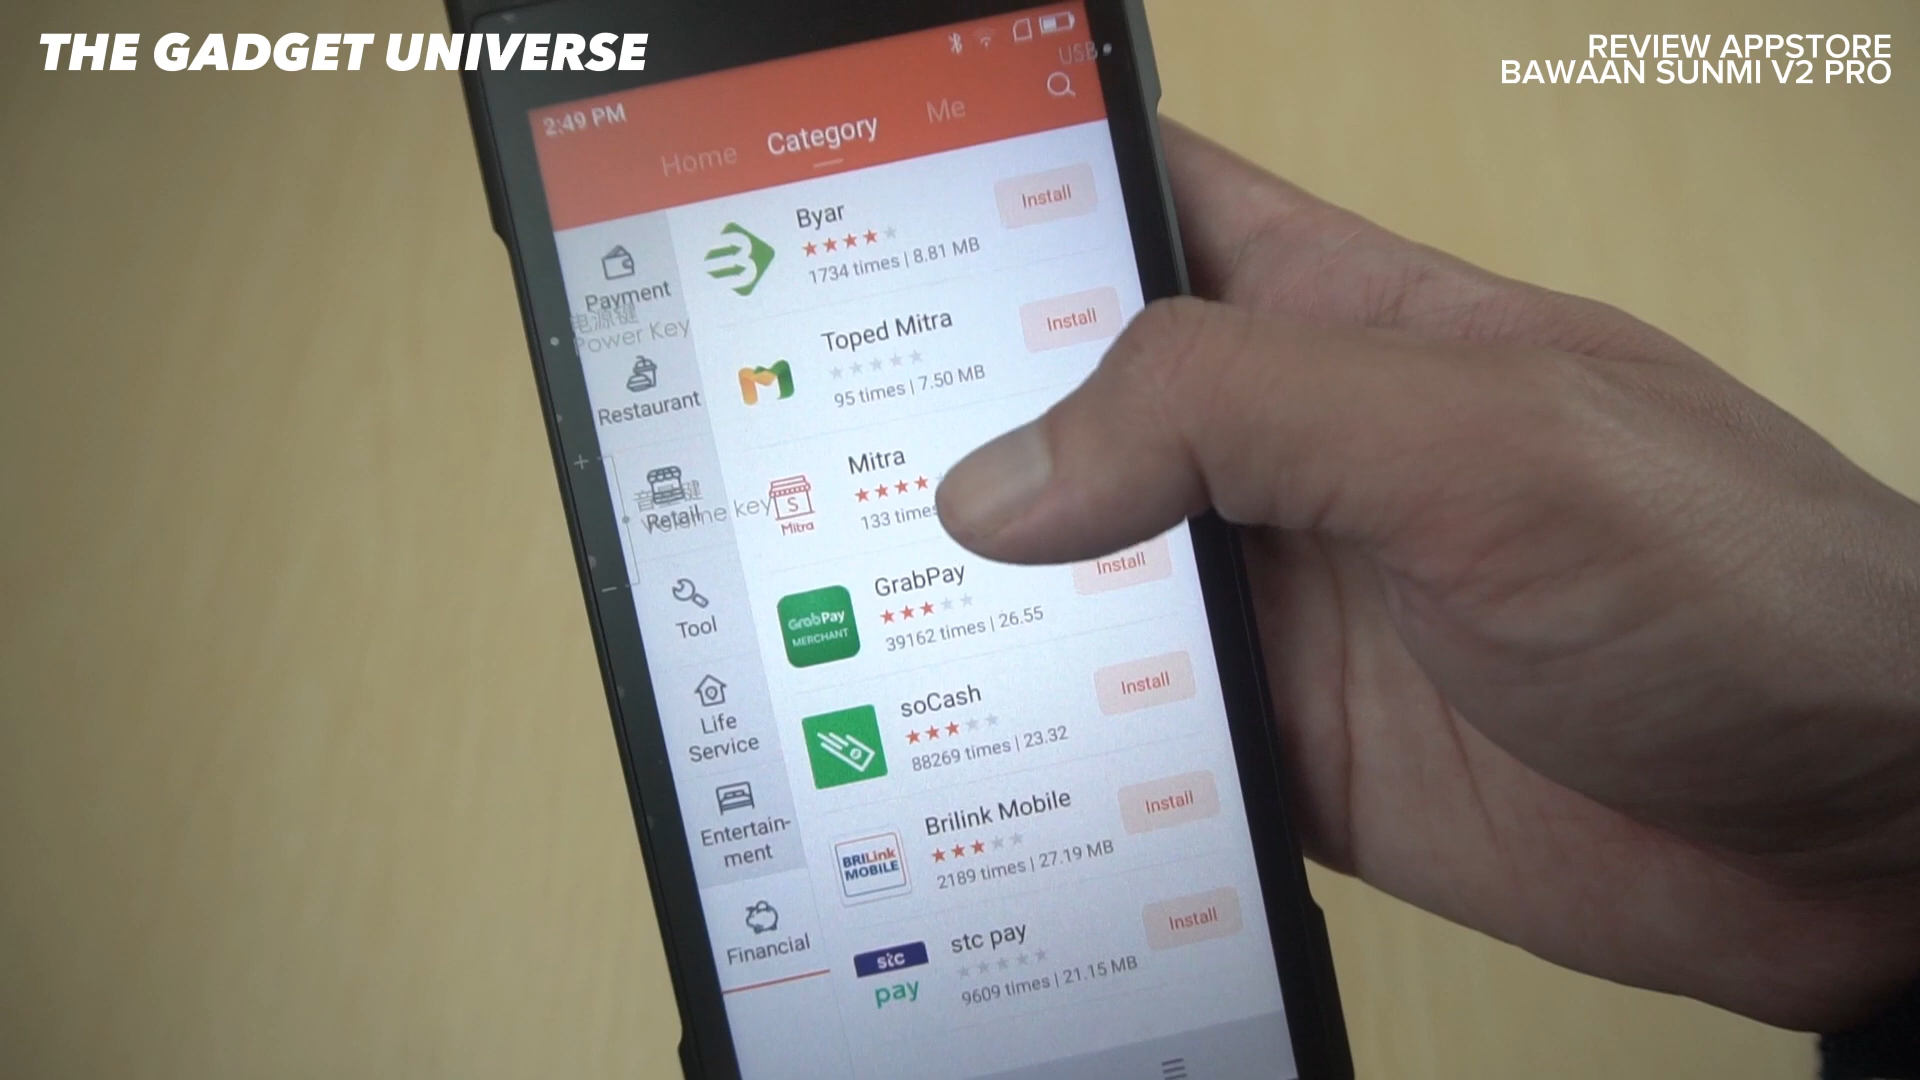 THE GADGET UNIVERSE
REVIEW APPSTORE
BAWAAN SUNMI V2 PRO
USB
2:49 PM
Home
Category
Me
Payment
电源键
Power Key
Restaurant
Retail
Tool
Life
Service
Entertain-
ment
Financial
Byar
1734 times | 8.81 MB
Install
Toped Mitra
95 times | 7.50 MB
Install
Mitra
133 times
S
Mitra
GrabPay
39162 times | 26.55
Install
GrabPay
MERCHANT
soCash
88269 times | 23.32
Install
Brilink Mobile
2189 times | 27.19 MB
Install
BRILink
MOBILE
stc pay
9609 times | 21.15 MB
Install
stc
pay